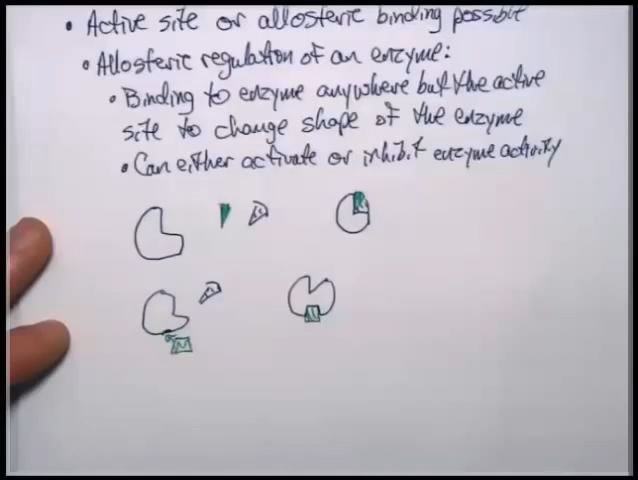 • Active site or allosteric binding possible
• Allosteric regulation of an enzyme:
• Binding to enzyme anywhere but the active
site to change shape of the enzyme
• Can either activate or inhibit enzyme activity